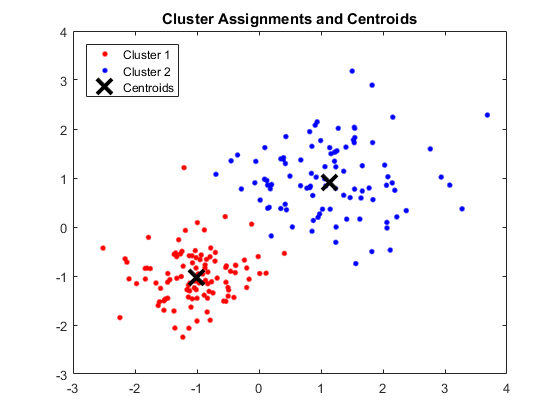 Cluster Assignments and Centroids
4
3
2
1
0
-1
-2
-3
Cluster 1
Cluster 2
Centroids
-3 -2 -1 0 1 2 3 4